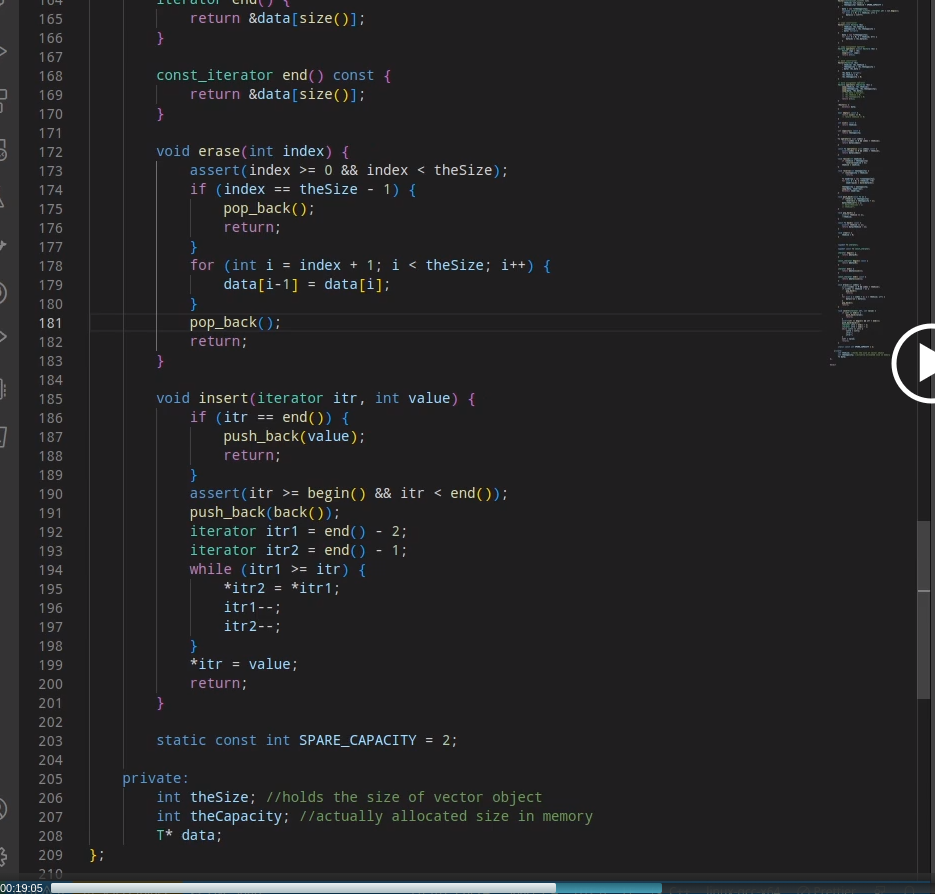 164 iterator end() {
165 return &data[size()];
166 }
167
168 const_iterator end() const {
169 return &data[size()];
170 }
171
172 void erase(int index) {
173 assert(index >= 0 && index < theSize);
174 if (index == theSize - 1) {
175 pop_back();
176 return;
177 }
178 for (int i = index + 1; i < theSize; i++) {
179 data[i-1] = data[i];
180 }
181 pop_back();
182 return;
183 }
184
185 void insert(iterator itr, int value) {
186 if (itr == end()) {
187 push_back(value);
188 return;
189 }
190 assert(itr >= begin() && itr < end());
191 push_back(back());
192 iterator itr1 = end() - 2;
193 iterator itr2 = end() - 1;
194 while (itr1 >= itr) {
195 *itr2 = *itr1;
196 itr1--;
197 itr2--;
198 }
199 *itr = value;
200 return;
201 }
202
203 static const int SPARE_CAPACITY = 2;
204
205 private:
206 int theSize; //holds the size of vector object
207 int theCapacity; //actually allocated size in memory
208 T* data;
209 };
210
00:19:05